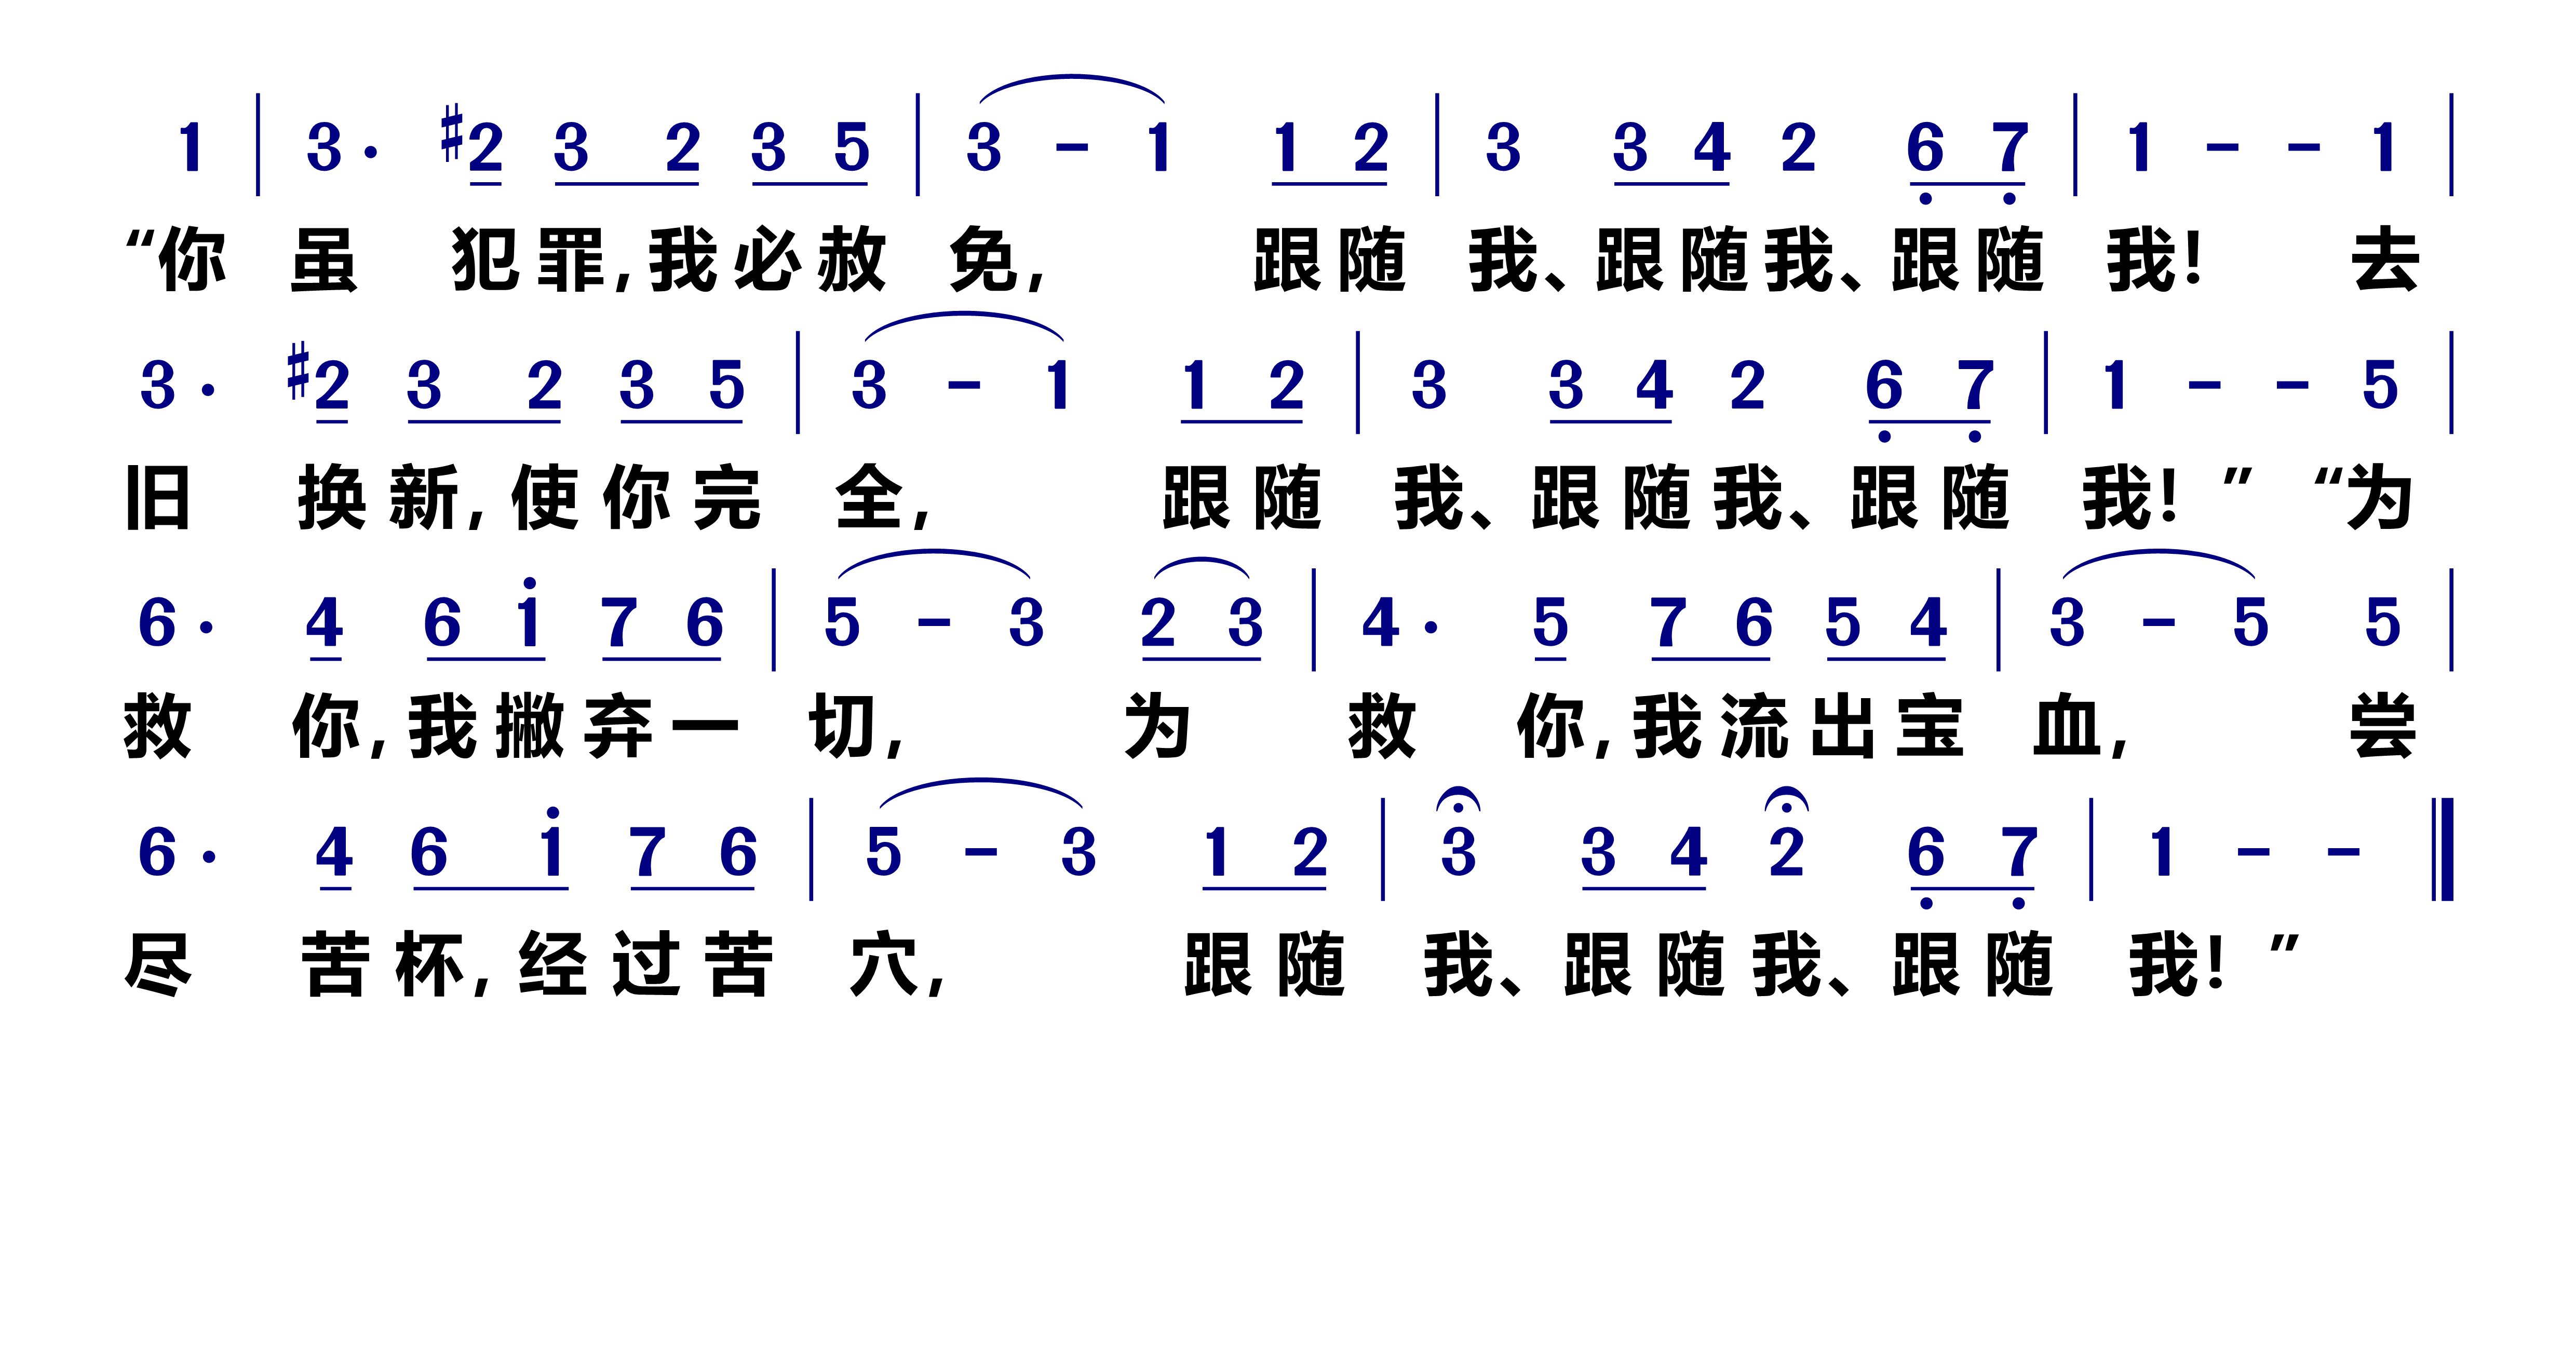 1 | 3· #2 3 2 3 5 | 3 - 1 1 2 | 3 3 4 2 6̣ 7̣ | 1 - - 1 |
“你 虽 犯罪,我必赦 免, 跟随 我、跟随我、跟随 我! 去
3· #2 3 2 3 5 | 3 - 1 1 2 | 3 3 4 2 6̣ 7̣ | 1 - - 5 |
旧 换新,使你完 全, 跟随 我、跟随我、跟随 我!” “为
6· 4 6 1̇ 7 6 | 5 - 3 2 3 | 4· 5 7 6 5 4 | 3 - 5 5 |
救 你,我撇弃一 切, 为 救 你,我流出宝 血, 尝
6· 4 6 1̇ 7 6 | 5 - 3 1 2 | 3 3 4 2 6̣ 7̣ | 1 - - ‖
尽 苦杯,经过苦 穴, 跟随 我、跟随我、跟随 我!”